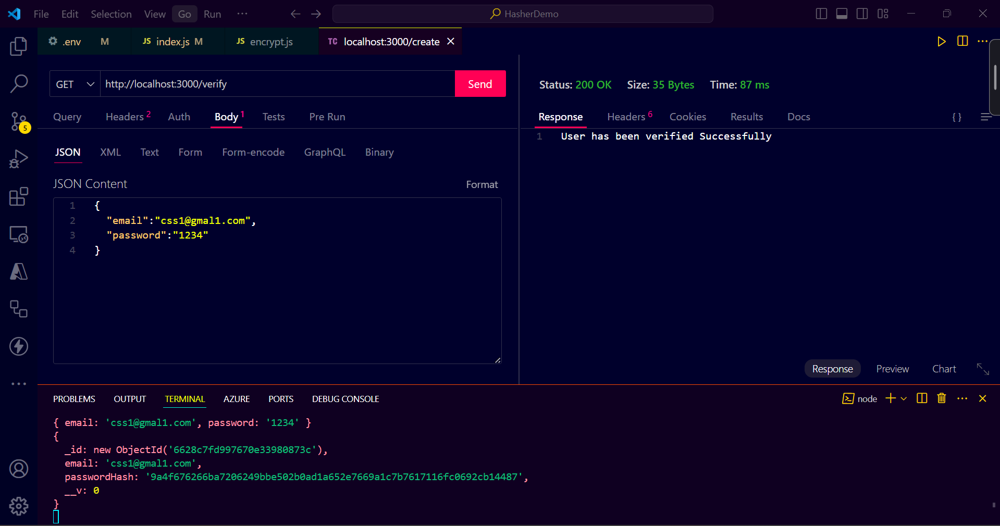 File Edit Selection View Go Run ··· HasherDemo
.env M JS index.js M JS encrypt.js TC localhost:3000/create
GET http://localhost:3000/verify Send
Status: 200 OK Size: 35 Bytes Time: 87 ms
Query Headers 2 Auth Body 1 Tests Pre Run
Response Headers 6 Cookies Results Docs { }
1 User has been verified Successfully
5
JSON XML Text Form Form-encode GraphQL Binary
JSON Content Format
1 {
2 "email":"css1@gmal1.com",
3 "password":"1234"
4 }
Response Preview Chart
PROBLEMS OUTPUT TERMINAL AZURE PORTS DEBUG CONSOLE node
{ email: 'css1@gmal1.com', password: '1234' }
{
_id: new ObjectId('6628c7fd997670e33980873c'),
email: 'css1@gmal1.com',
passwordHash: '9a4f676266ba7206249bbe502b0ad1a652e7669a1c7b7617116fc0692cb14487',
__v: 0
}